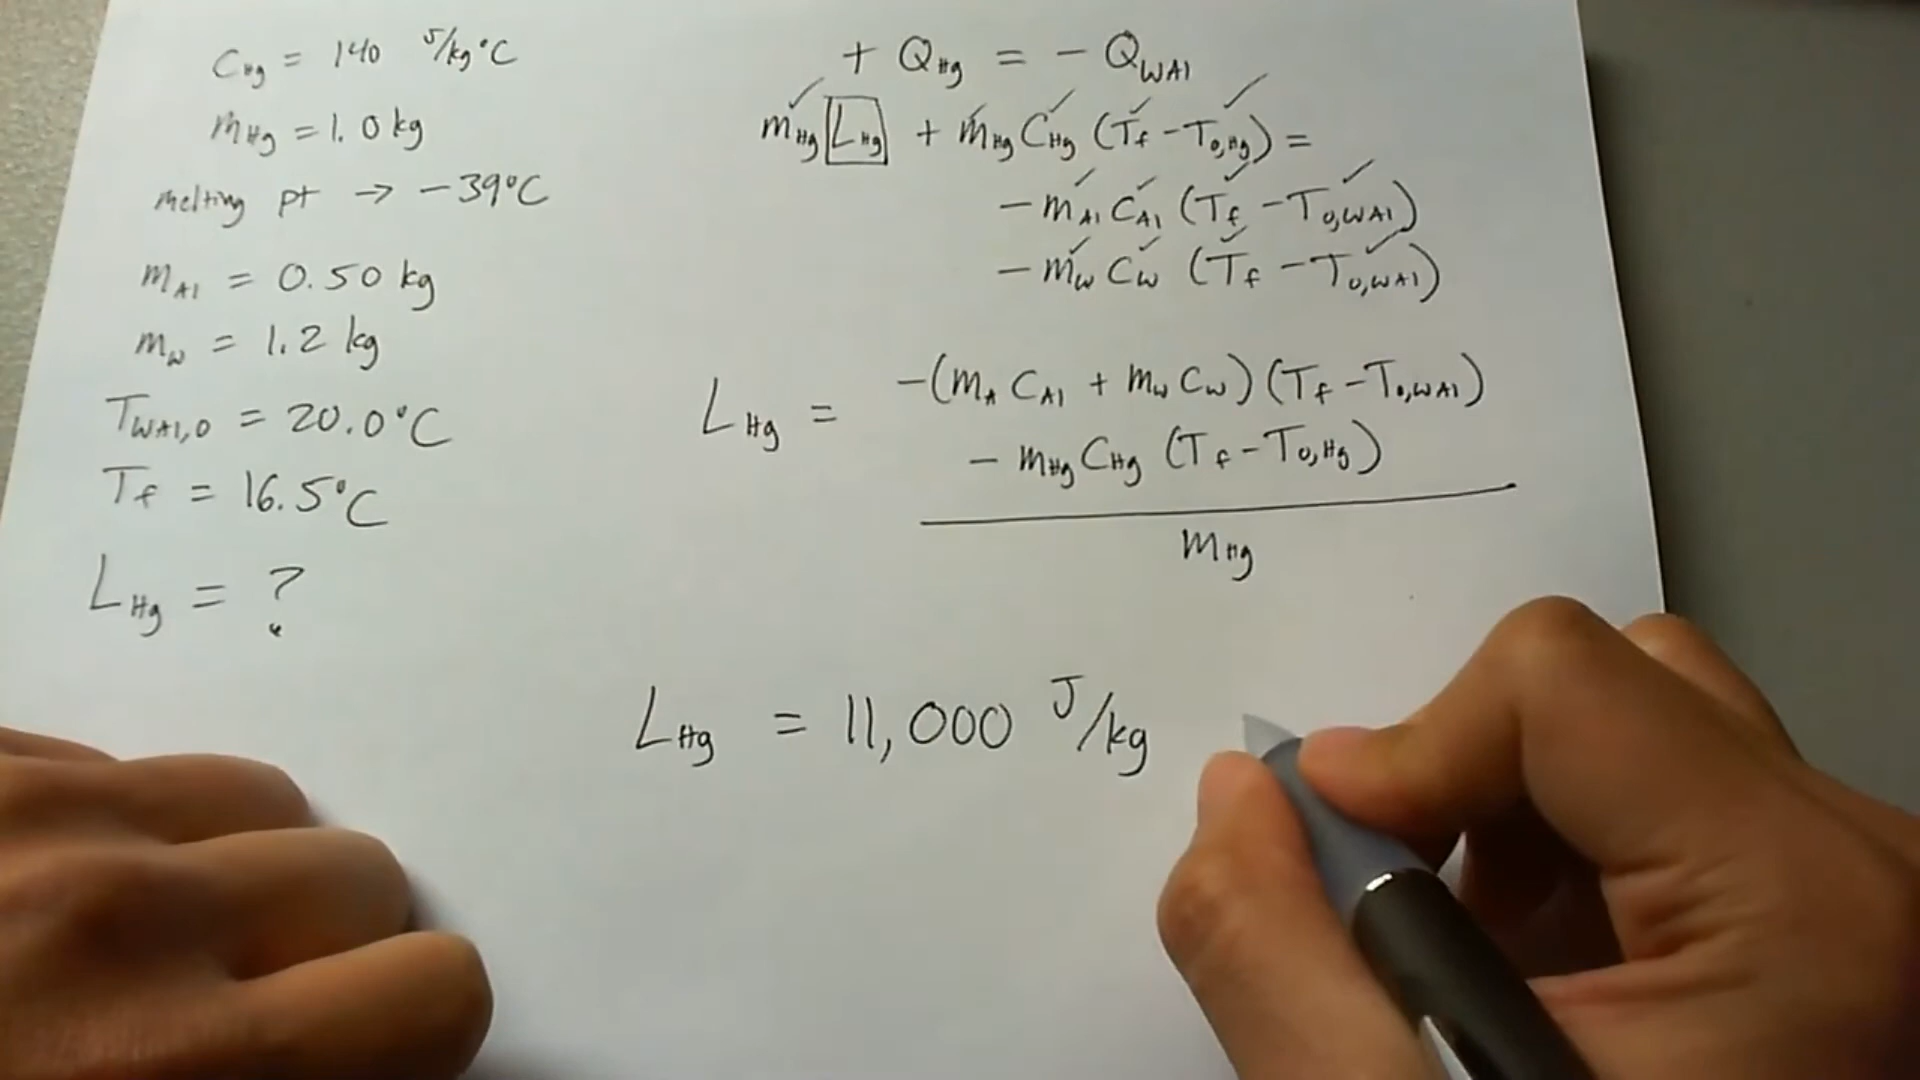 C_Hg = 140 J/kg°C
m_Hg = 1.0 kg
melting pt → -39°C
m_Al = 0.50 kg
m_w = 1.2 kg
T_WAl,0 = 20.0°C
T_f = 16.5°C
L_Hg = ?
+ Q_Hg = - Q_WAl
m_Hg L_Hg + m_Hg C_Hg (T_f - T_0,Hg) =
- m_Al C_Al (T_f - T_0,WAl)
- m_w C_w (T_f - T_0,WAl)
L_Hg =
-(m_A C_Al + m_w C_w)(T_f - T_0,WAl)
- m_Hg C_Hg (T_f - T_0,Hg)
m_Hg
L_Hg = 11,000 J/kg